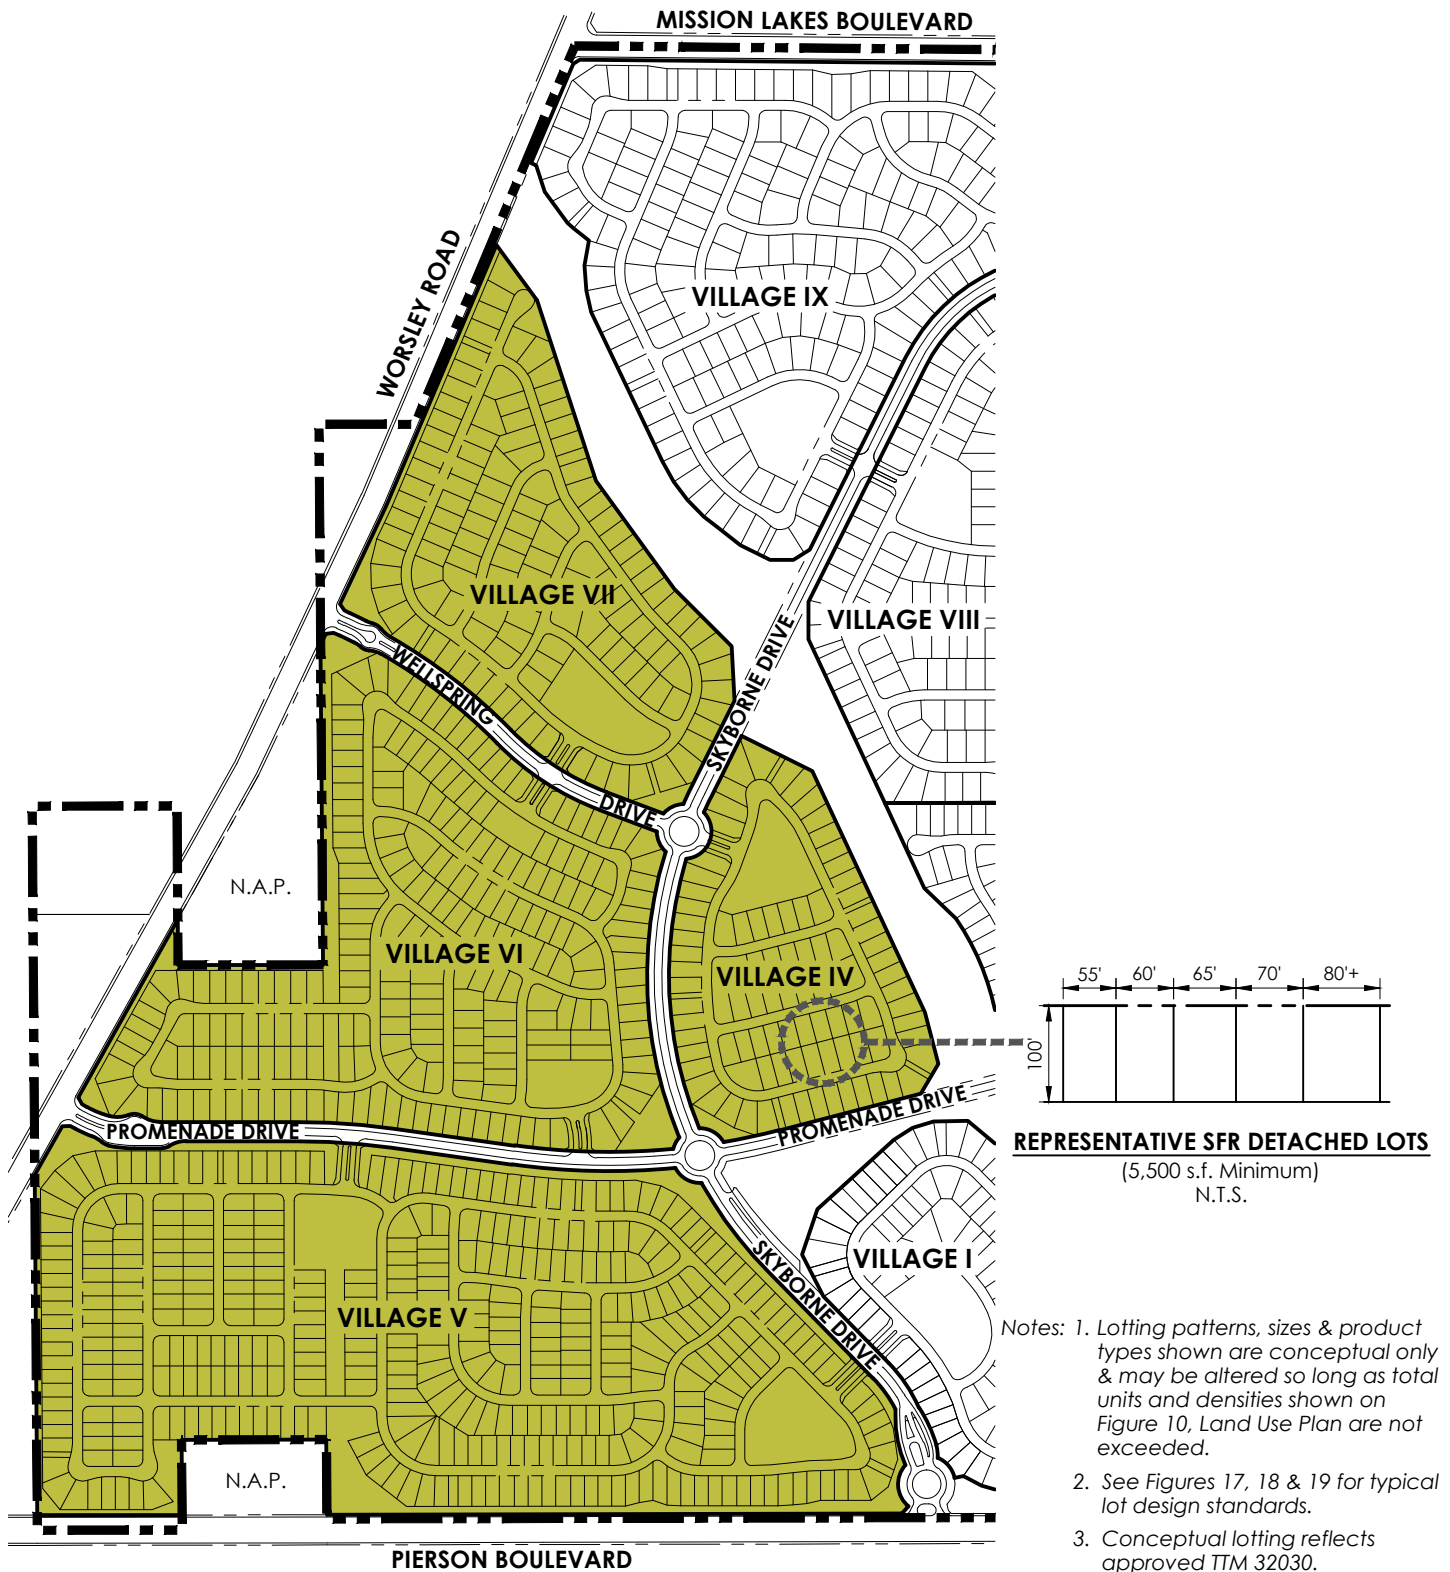 MISSION LAKES BOULEVARD
WORSLEY ROAD
VILLAGE IX
VILLAGE VII
VILLAGE VIII
WELLSPRING
DRIVE
SKYBORNE DRIVE
N.A.P.
VILLAGE VI
VILLAGE IV
55' 60' 65' 70' 80'+
100'
PROMENADE DRIVE
PROMENADE DRIVE
REPRESENTATIVE SFR DETACHED LOTS
(5,500 s.f. Minimum)
N.T.S.
SKYBORNE DRIVE
VILLAGE I
VILLAGE V
N.A.P.
PIERSON BOULEVARD
Notes: 1. Lotting patterns, sizes & product
types shown are conceptual only
& may be altered so long as total
units and densities shown on
Figure 10, Land Use Plan are not
exceeded.
2. See Figures 17, 18 & 19 for typical
lot design standards.
3. Conceptual lotting reflects
approved TTM 32030.